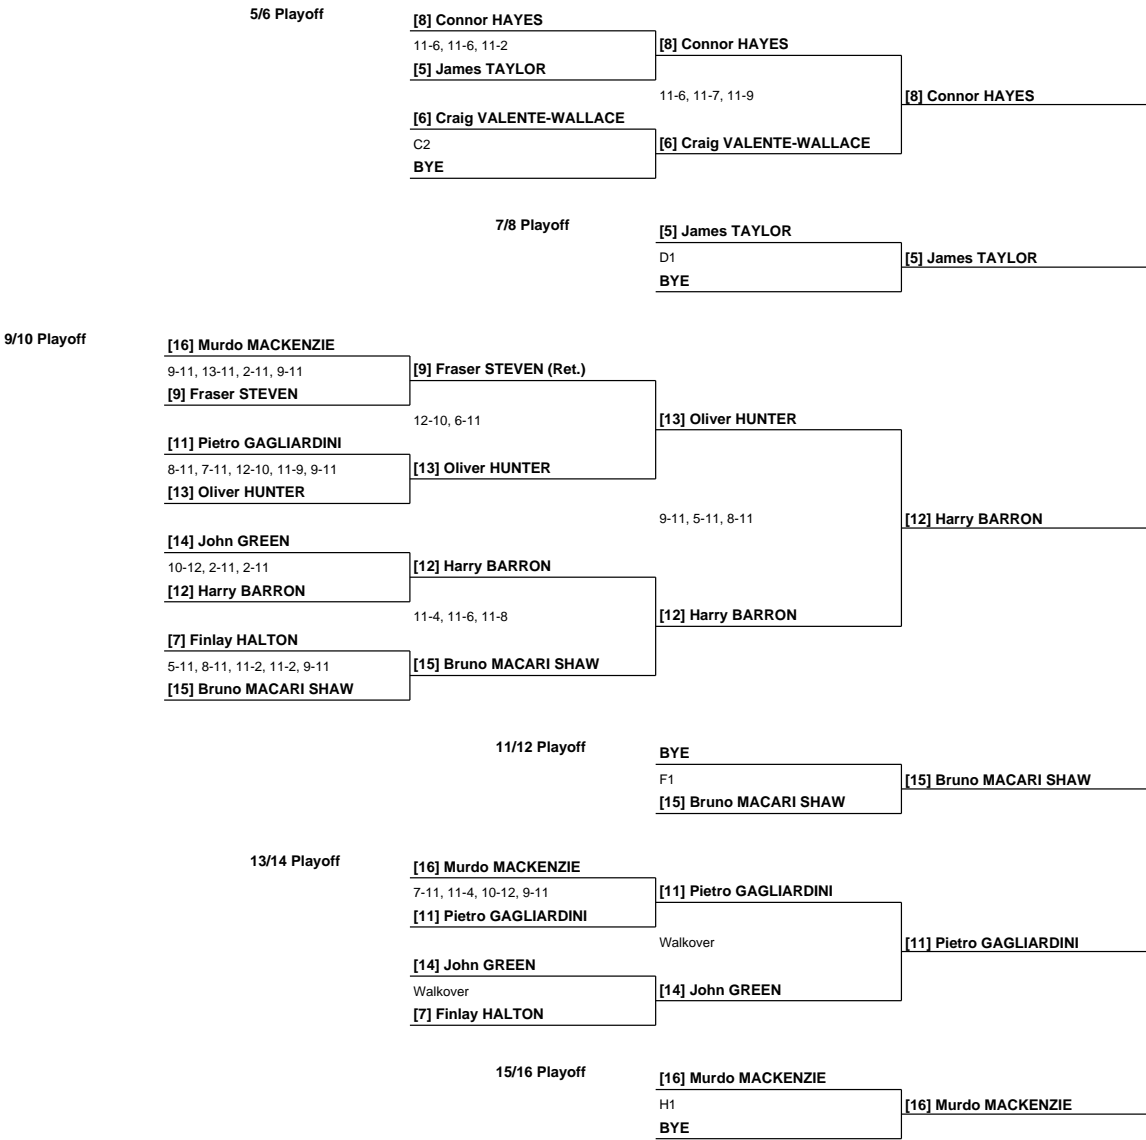 5/6 Playoff
[8] Connor HAYES
11-6, 11-6, 11-2
[5] James TAYLOR
[8] Connor HAYES
11-6, 11-7, 11-9
[8] Connor HAYES
[6] Craig VALENTE-WALLACE
C2
BYE
[6] Craig VALENTE-WALLACE
7/8 Playoff
[5] James TAYLOR
D1
BYE
[5] James TAYLOR
9/10 Playoff
[16] Murdo MACKENZIE
9-11, 13-11, 2-11, 9-11
[9] Fraser STEVEN
[9] Fraser STEVEN (Ret.)
12-10, 6-11
[13] Oliver HUNTER
[11] Pietro GAGLIARDINI
8-11, 7-11, 12-10, 11-9, 9-11
[13] Oliver HUNTER
[13] Oliver HUNTER
9-11, 5-11, 8-11
[12] Harry BARRON
[14] John GREEN
10-12, 2-11, 2-11
[12] Harry BARRON
[12] Harry BARRON
11-4, 11-6, 11-8
[12] Harry BARRON
[7] Finlay HALTON
5-11, 8-11, 11-2, 11-2, 9-11
[15] Bruno MACARI SHAW
[15] Bruno MACARI SHAW
11/12 Playoff
BYE
F1
[15] Bruno MACARI SHAW
[15] Bruno MACARI SHAW
13/14 Playoff
[16] Murdo MACKENZIE
7-11, 11-4, 10-12, 9-11
[11] Pietro GAGLIARDINI
[11] Pietro GAGLIARDINI
Walkover
[11] Pietro GAGLIARDINI
[14] John GREEN
Walkover
[7] Finlay HALTON
[14] John GREEN
15/16 Playoff
[16] Murdo MACKENZIE
H1
BYE
[16] Murdo MACKENZIE